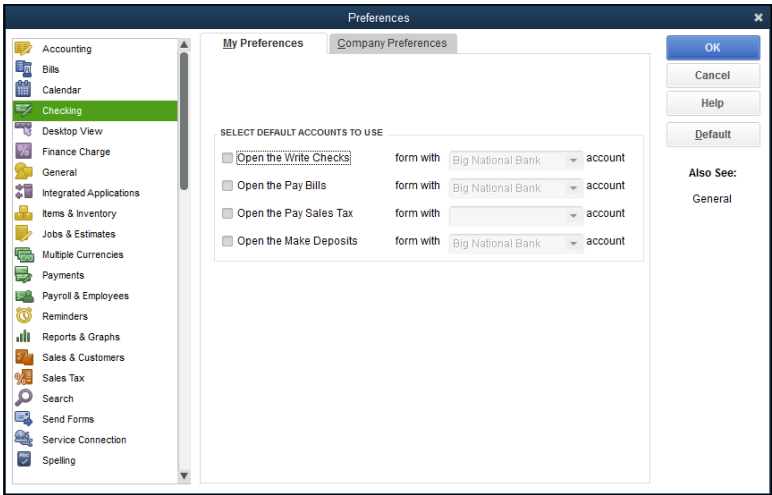 Preferences
Accounting
Bills
Calendar
Checking
Desktop View
Finance Charge
General
Integrated Applications
Items & Inventory
Jobs & Estimates
Multiple Currencies
Payments
Payroll & Employees
Reminders
Reports & Graphs
Sales & Customers
Sales Tax
Search
Send Forms
Service Connection
Spelling
My Preferences Company Preferences
SELECT DEFAULT ACCOUNTS TO USE
Open the Write Checks form with Big National Bank account
Open the Pay Bills form with Big National Bank account
Open the Pay Sales Tax form with account
Open the Make Deposits form with Big National Bank account
OK
Cancel
Help
Default
Also See:
General